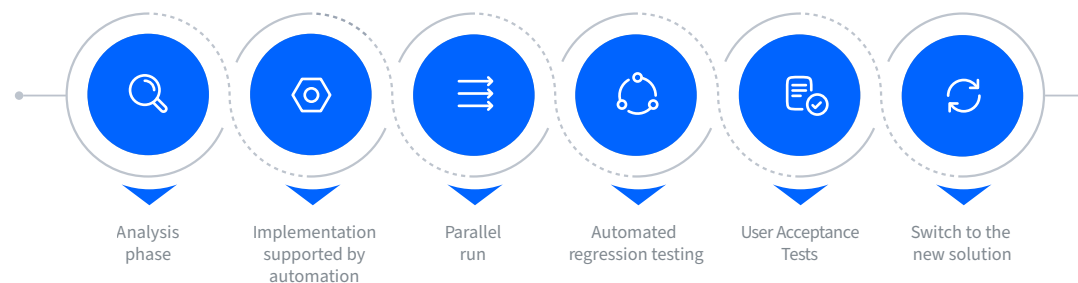 Analysis
phase
Implementation
supported by
automation
Parallel
run
Automated
regression testing
User Acceptance
Tests
Switch to the
new solution